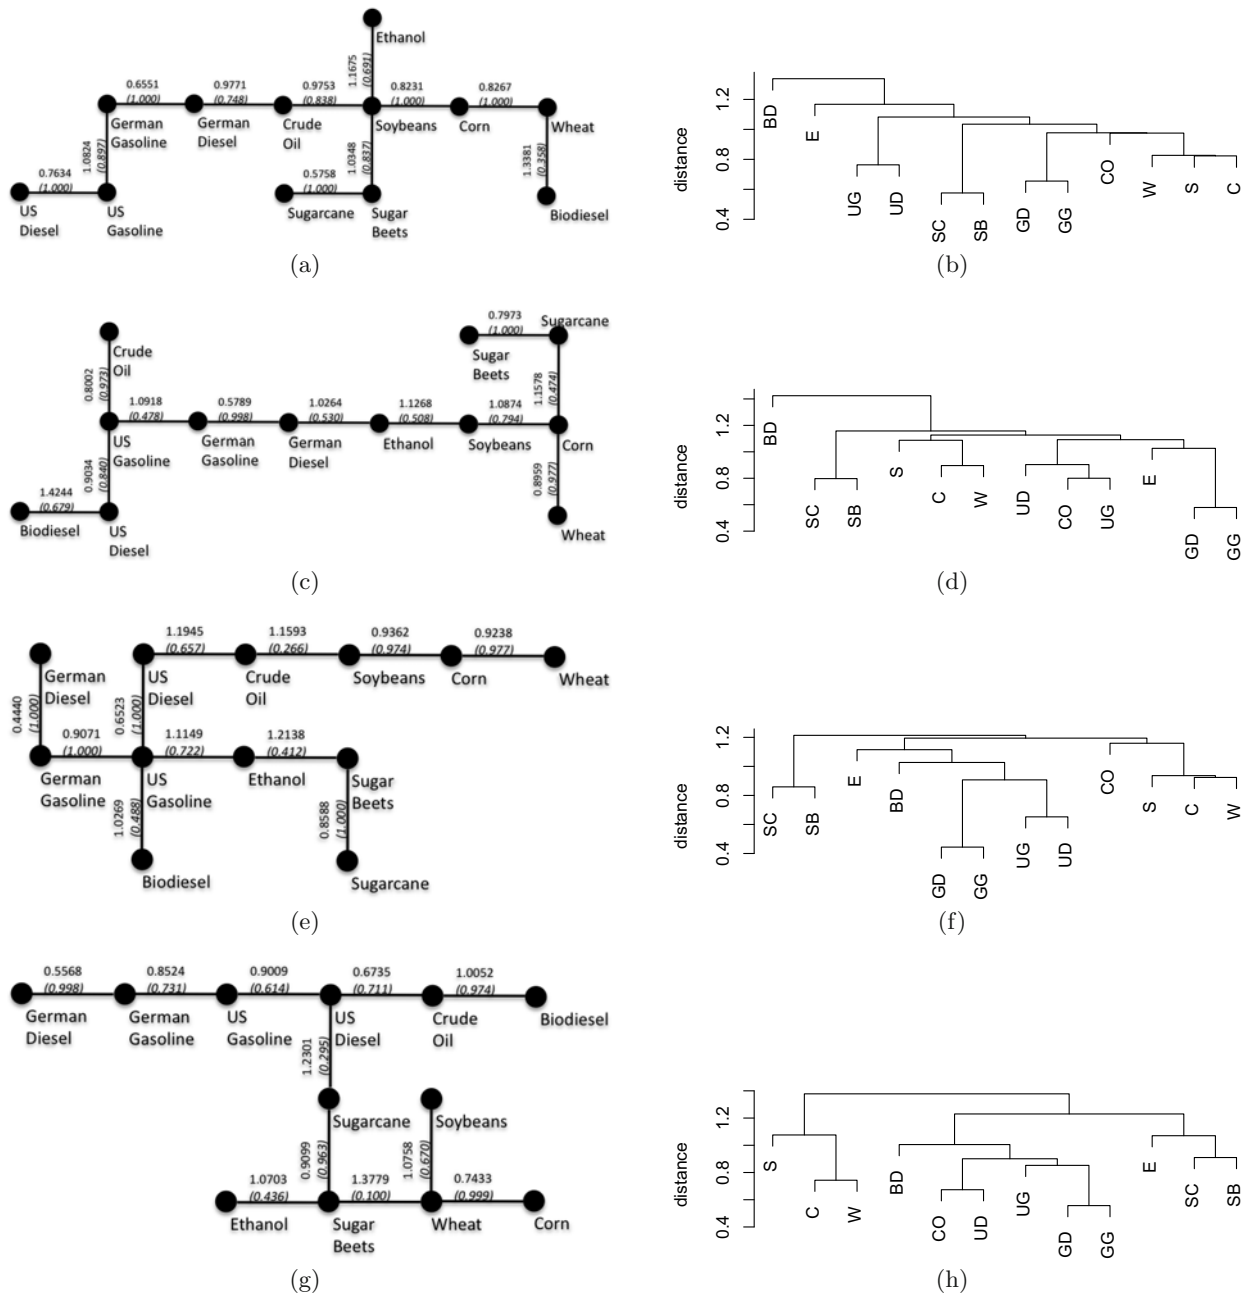 Ethanol
1.1675
(0.691)
0.6551
(1.000)
0.9771
(0.748)
0.9753
(0.838)
0.8231
(1.000)
0.8267
(1.000)
German
Gasoline
German
Diesel
Crude
Oil
Soybeans
Corn
Wheat
1.0824
(0.897)
1.0348
(0.837)
1.3381
(0.358)
0.7634
(1.000)
0.5758
(1.000)
US
Diesel
US
Gasoline
Sugarcane
Sugar
Beets
Biodiesel
(a)
distance
0.4
0.8
1.2
BD
E
UG
UD
SC
SB
GD
GG
CO
W
S
C
(b)
Crude
Oil
0.8002
(0.973)
0.7973
(1.000)
Sugarcane
Sugar
Beets
1.1578
(0.474)
1.0918
(0.478)
0.5789
(0.998)
1.0264
(0.530)
1.1268
(0.508)
1.0874
(0.794)
US
Gasoline
German
Gasoline
German
Diesel
Ethanol
Soybeans
Corn
0.9034
(0.840)
0.8959
(0.977)
1.4244
(0.679)
Biodiesel
US
Diesel
Wheat
(c)
distance
0.4
0.8
1.2
BD
SC
SB
S
C
W
UD
CO
UG
E
GD
GG
(d)
1.1945
(0.657)
1.1593
(0.266)
0.9362
(0.974)
0.9238
(0.977)
German
Diesel
US
Diesel
Crude
Oil
Soybeans
Corn
Wheat
0.4440
(1.000)
0.6523
(1.000)
0.9071
(1.000)
1.1149
(0.722)
1.2138
(0.412)
German
Gasoline
US
Gasoline
Ethanol
Sugar
Beets
1.0269
(0.488)
0.8588
(1.000)
Biodiesel
Sugarcane
(e)
distance
0.4
0.8
1.2
SC
SB
E
BD
GD
GG
UG
UD
CO
S
C
W
(f)
0.5568
(0.998)
0.8524
(0.731)
0.9009
(0.614)
0.6735
(0.711)
1.0052
(0.974)
German
Diesel
German
Gasoline
US
Gasoline
US
Diesel
Crude
Oil
Biodiesel
1.2301
(0.295)
Sugarcane
Soybeans
0.9099
(0.963)
1.0758
(0.670)
1.0703
(0.436)
1.3779
(0.100)
0.7433
(0.999)
Ethanol
Sugar
Beets
Wheat
Corn
(g)
distance
0.4
0.8
1.2
S
C
W
BD
CO
UD
UG
GD
GG
E
SC
SB
(h)